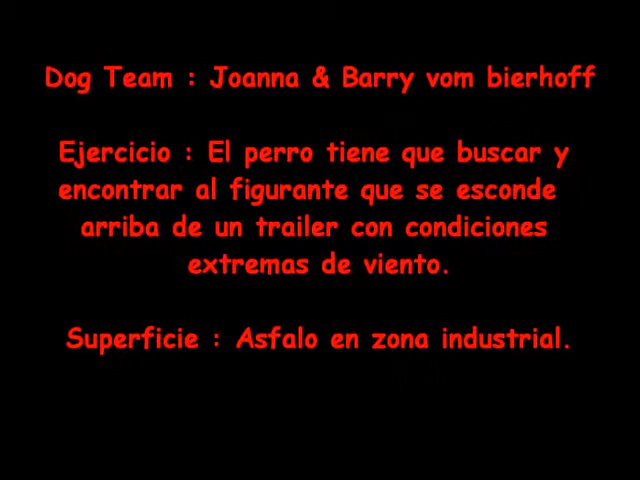 Dog Team : Joanna & Barry vom bierhoff
Ejercicio : El perro tiene que buscar y
encontrar al figurante que se esconde
arriba de un trailer con condiciones
extremas de viento.
Superficie : Asfalo en zona industrial.